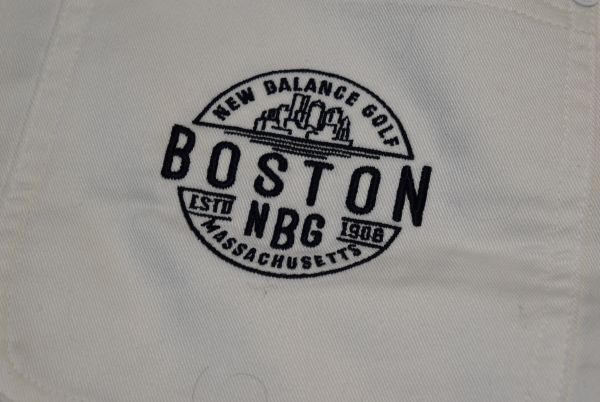 NEW BALANCE GOLF
BOSTON
ESTD NBG 1906
MASSACHUSETTS